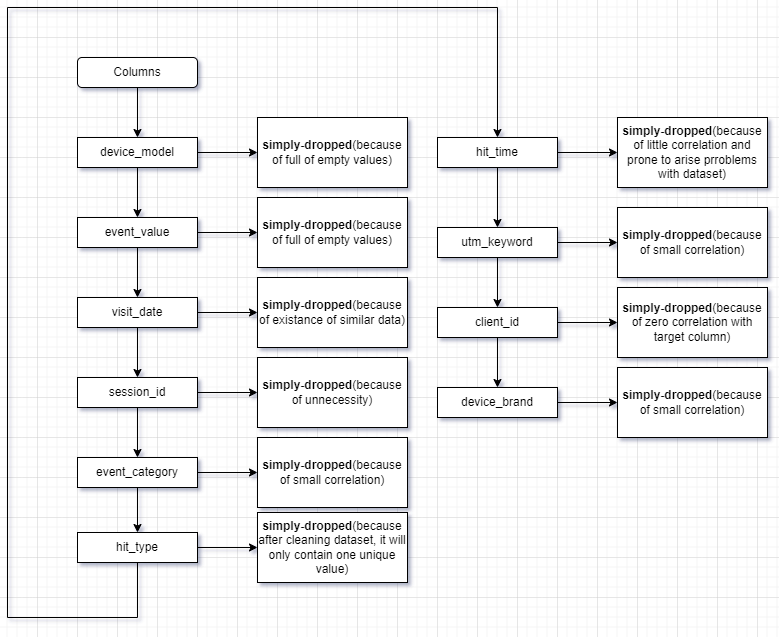 Columns
device_model
simply-dropped(because
of full of empty values)
event_value
simply-dropped(because
of full of empty values)
visit_date
simply-dropped(because
of existance of similar data)
session_id
simply-dropped(because
of unnecessity)
event_category
simply-dropped(because
of small correlation)
hit_type
simply-dropped(because
after cleaning dataset, it will
only contain one unique
value)
hit_time
simply-dropped(because
of little correlation and
prone to arise prroblems
with dataset)
utm_keyword
simply-dropped(because
of small correlation)
client_id
simply-dropped(because
of zero correlation with
target column)
device_brand
simply-dropped(because
of small correlation)